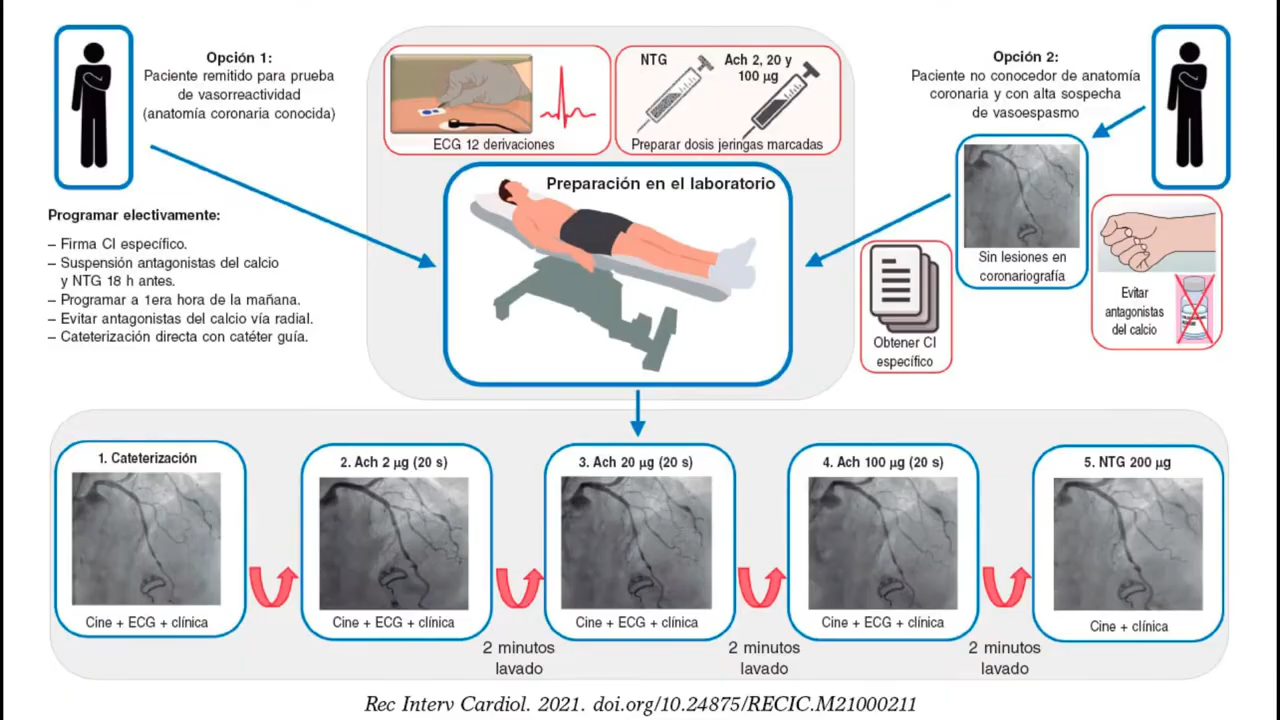 Opción 1:
Paciente remitido para prueba
de vasorreactividad
(anatomía coronaria conocida)
Programar electivamente:
– Firma CI específico.
– Suspensión antagonistas del calcio
y NTG 18 h antes.
– Programar a 1era hora de la mañana.
– Evitar antagonistas del calcio vía radial.
– Cateterización directa con catéter guía.
ECG 12 derivaciones
NTG
Ach 2, 20 y
100 µg
Preparar dosis jeringas marcadas
Preparación en el laboratorio
Opción 2:
Paciente no conocedor de anatomía
coronaria y con alta sospecha
de vasoespasmo
Sin lesiones en
coronariografía
Evitar
antagonistas
del calcio
Obtener CI
específico
1. Cateterización
Cine + ECG + clínica
2. Ach 2 µg (20 s)
Cine + ECG + clínica
2 minutos
lavado
3. Ach 20 µg (20 s)
Cine + ECG + clínica
2 minutos
lavado
4. Ach 100 µg (20 s)
Cine + ECG + clínica
2 minutos
lavado
5. NTG 200 µg
Cine + clínica
Rec Interv Cardiol. 2021. doi.org/10.24875/RECIC.M21000211